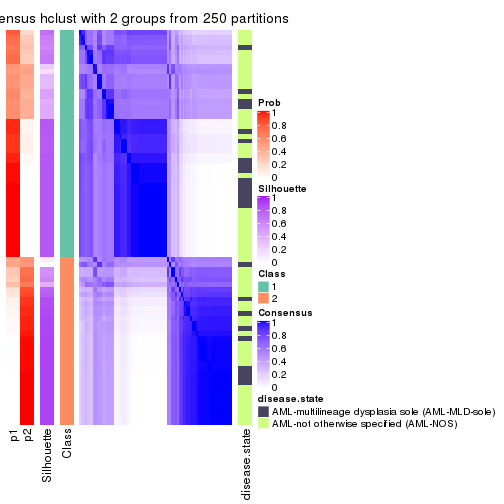 ensus hclust with 2 groups from 250 partitions
Prob
1
0.8
0.6
0.4
0.2
0
Silhouette
1
0.8
0.6
0.4
0.2
0
Class
1
2
Consensus
1
0.8
0.6
0.4
0.2
0
disease.state
AML-multilineage dysplasia sole (AML-MLD-sole)
AML-not otherwise specified (AML-NOS)
p1
p2
Silhouette
Class
disease.state